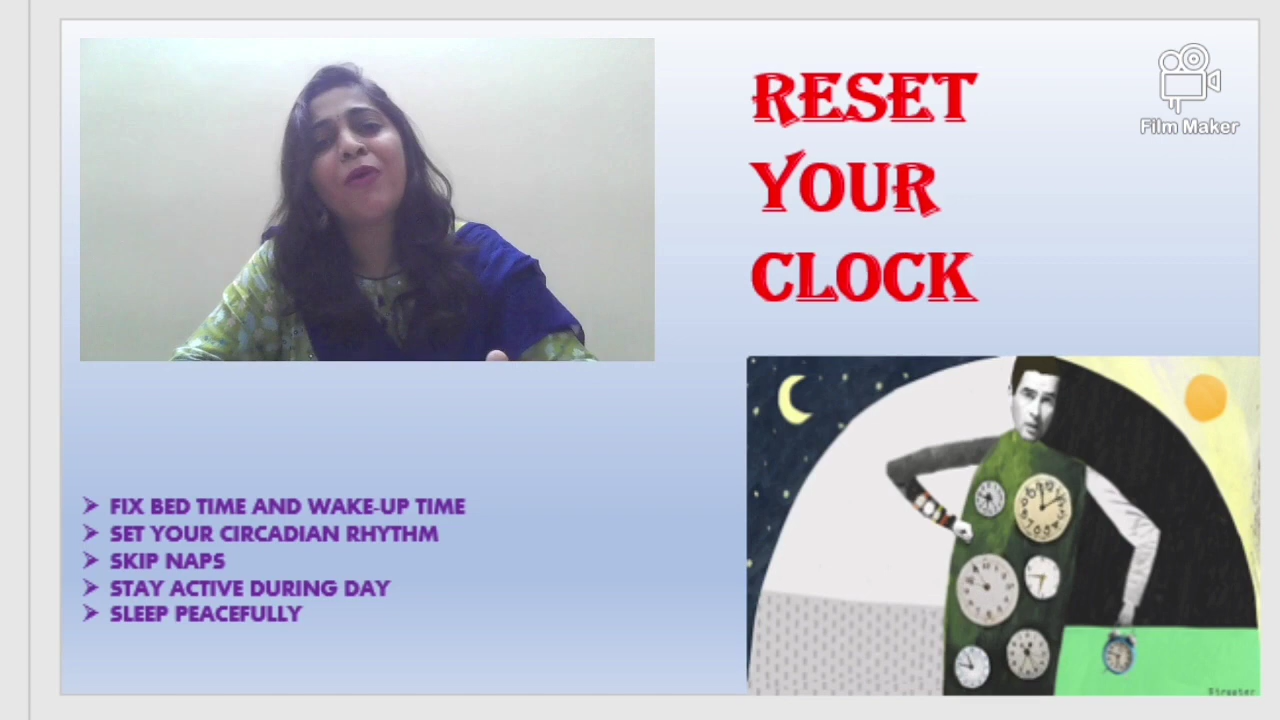 RESET
YOUR
CLOCK
Film Maker
FIX BED TIME AND WAKE-UP TIME
SET YOUR CIRCADIAN RHYTHM
SKIP NAPS
STAY ACTIVE DURING DAY
SLEEP PEACEFULLY